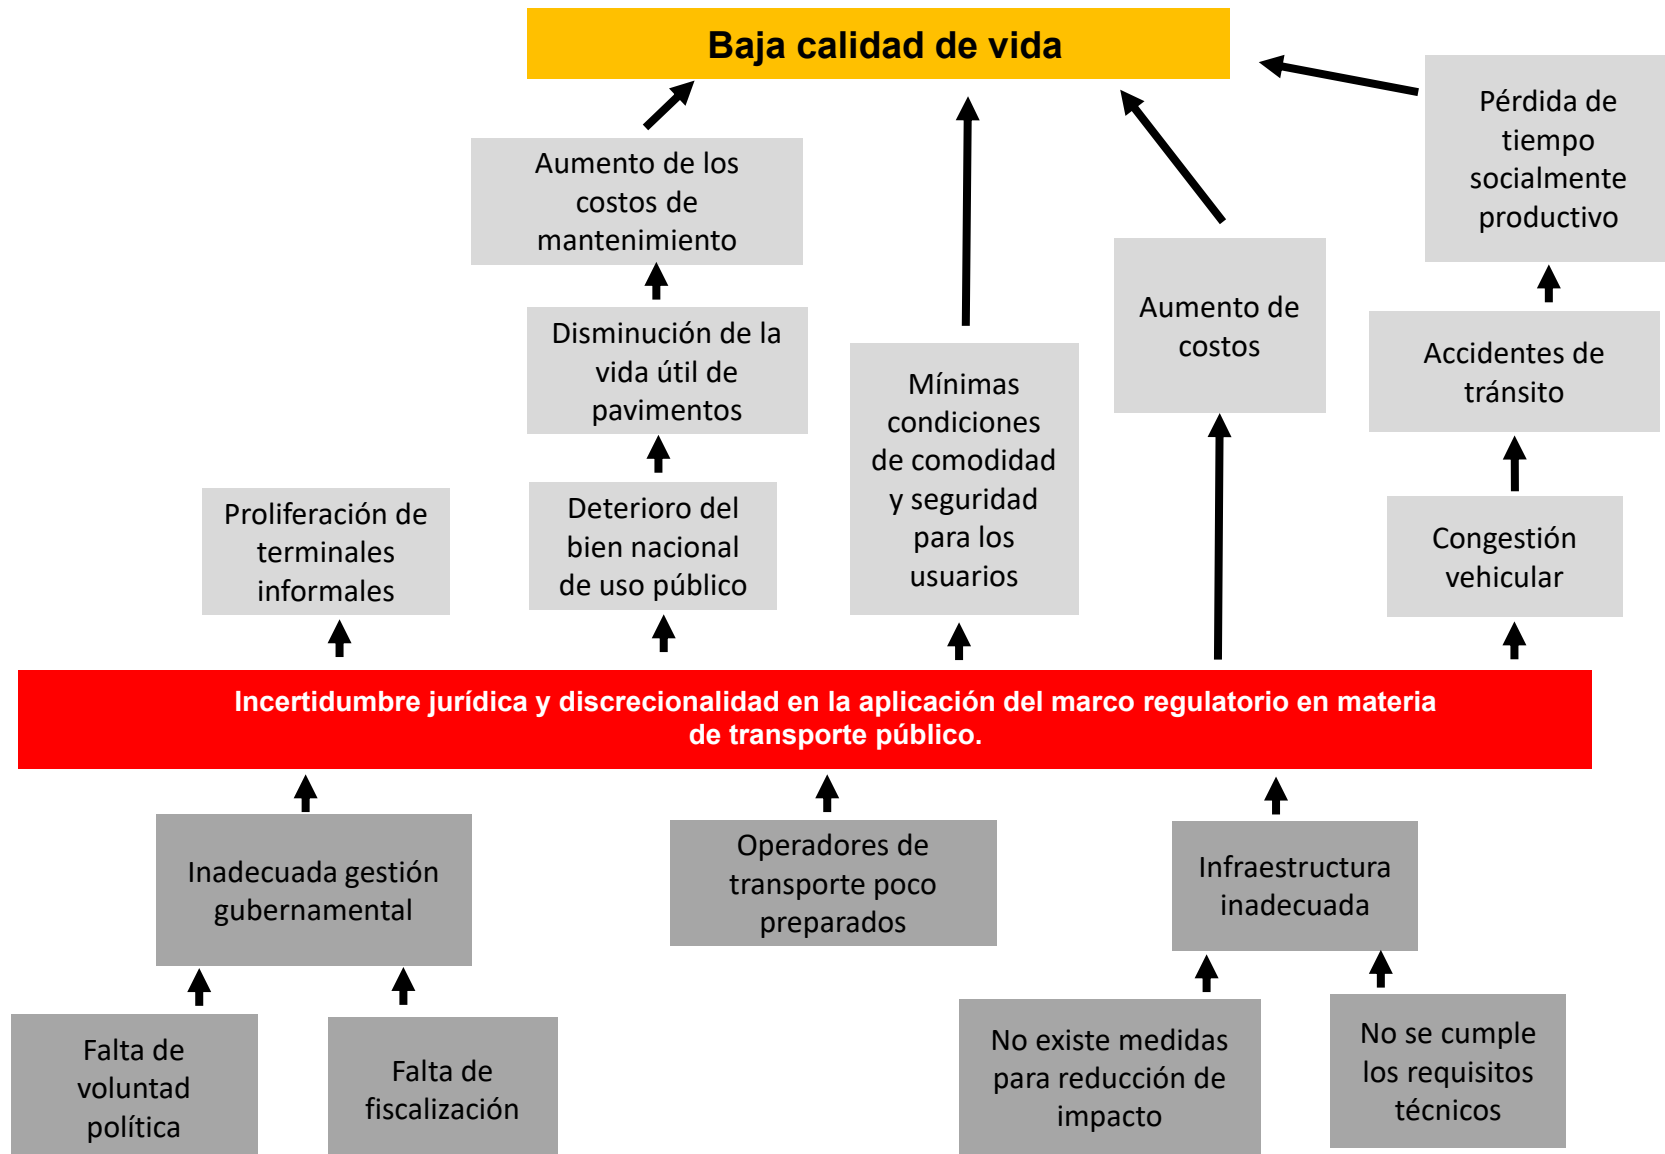 Baja calidad de vida
Pérdida de
tiempo
socialmente
productivo
Aumento de los
costos de
mantenimiento
Aumento de
costos
Disminución de la
vida útil de
pavimentos
Mínimas
condiciones
de comodidad
y seguridad
para los
usuarios
Accidentes de
tránsito
Proliferación de
terminales
informales
Deterioro del
bien nacional
de uso público
Congestión
vehicular
Incertidumbre jurídica y discrecionalidad en la aplicación del marco regulatorio en materia
de transporte público.
Inadecuada gestión
gubernamental
Operadores de
transporte poco
preparados
Infraestructura
inadecuada
Falta de
voluntad
política
Falta de
fiscalización
No existe medidas
para reducción de
impacto
No se cumple
los requisitos
técnicos